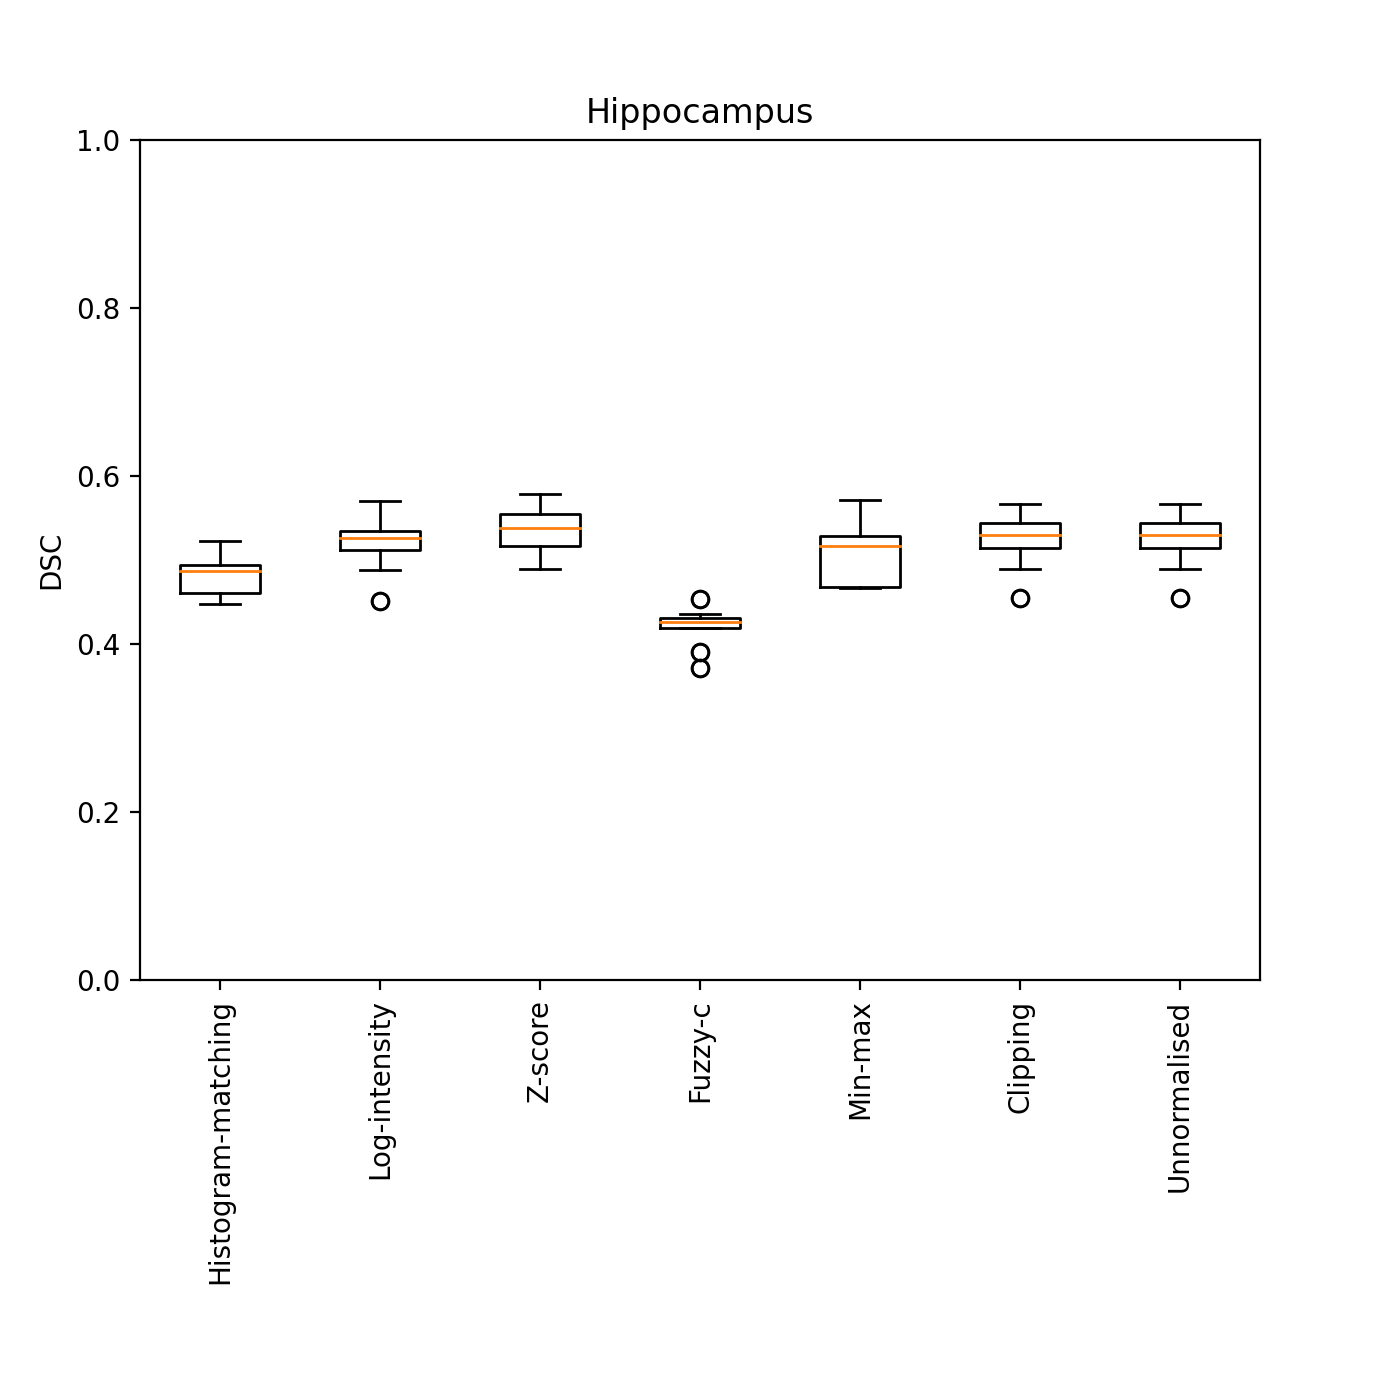 Hippocampus
1.0
0.8
0.6
0.4
0.2
0.0
DSC
Histogram-matching
Log-intensity
Z-score
Fuzzy-c
Min-max
Clipping
Unnormalised